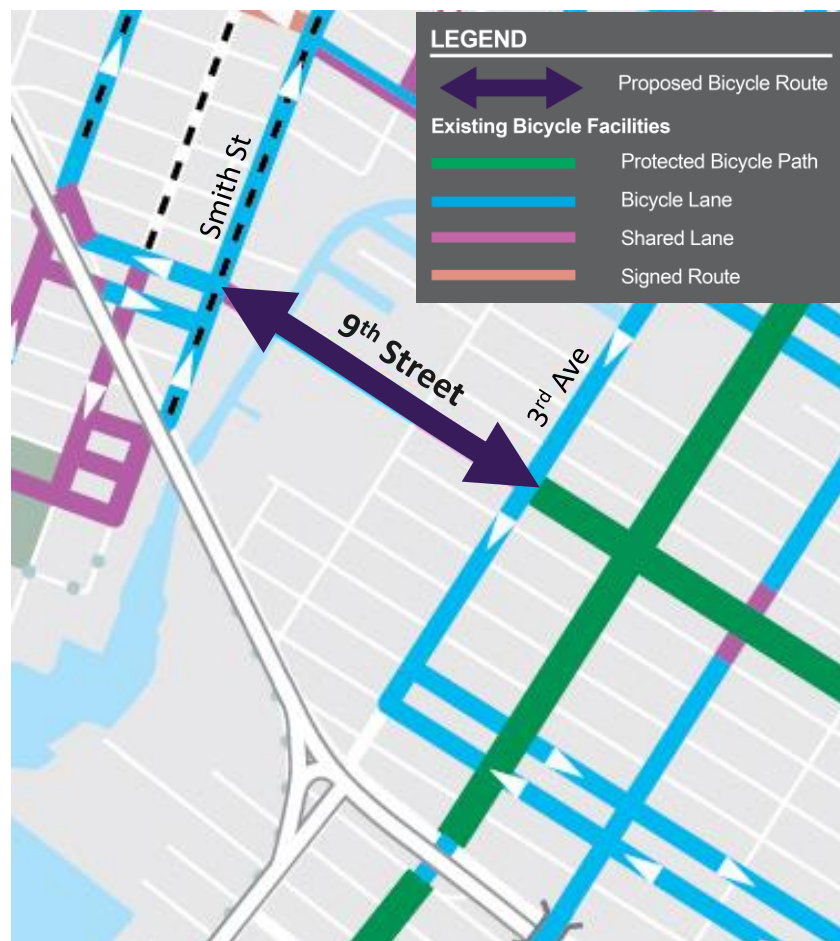 LEGEND
Proposed Bicycle Route
Existing Bicycle Facilities
Protected Bicycle Path
Bicycle Lane
Shared Lane
Signed Route
Smith St
9th Street
3rd Ave